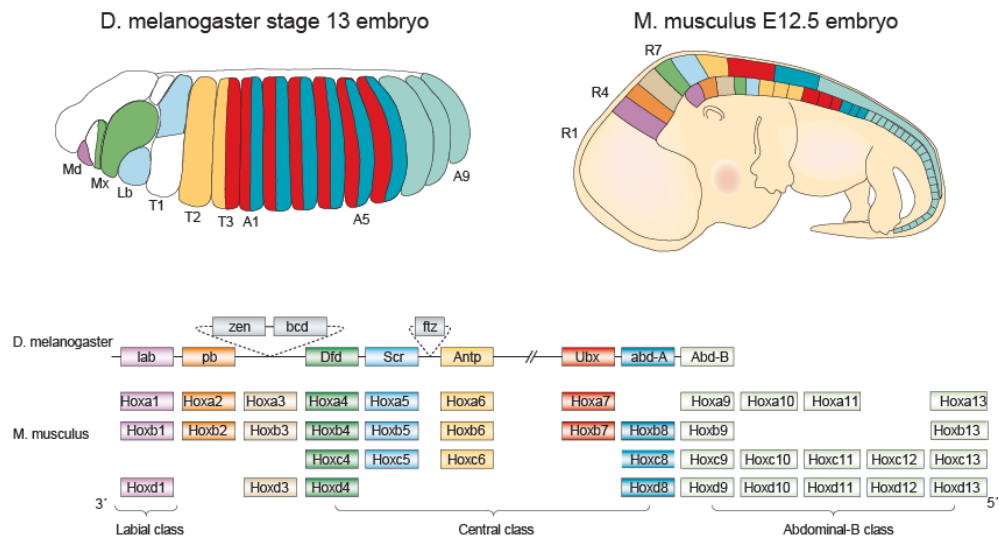 D. melanogaster stage 13 embryo
M. musculus E12.5 embryo
R7
R4
R1
Md
Mx
Lb
T1
T2
T3
A1
A5
A9
zen bcd ftz
D. melanogaster
lab pb Dfd Scr Antp Ubx abd-A Abd-B
Hoxa1 Hoxa2 Hoxa3 Hoxa4 Hoxa5 Hoxa6 Hoxa7 Hoxa9 Hoxa10 Hoxa11 Hoxa13
M. musculus
Hoxb1 Hoxb2 Hoxb3 Hoxb4 Hoxb5 Hoxb6 Hoxb7 Hoxb8 Hoxb9 Hoxb13
Hoxc4 Hoxc5 Hoxc6 Hoxc8 Hoxc9 Hoxc10 Hoxc11 Hoxc12 Hoxc13
Hoxd1 Hoxd3 Hoxd4 Hoxd8 Hoxd9 Hoxd10 Hoxd11 Hoxd12 Hoxd13
3´ 5´
Labial class Central class Abdominal-B class